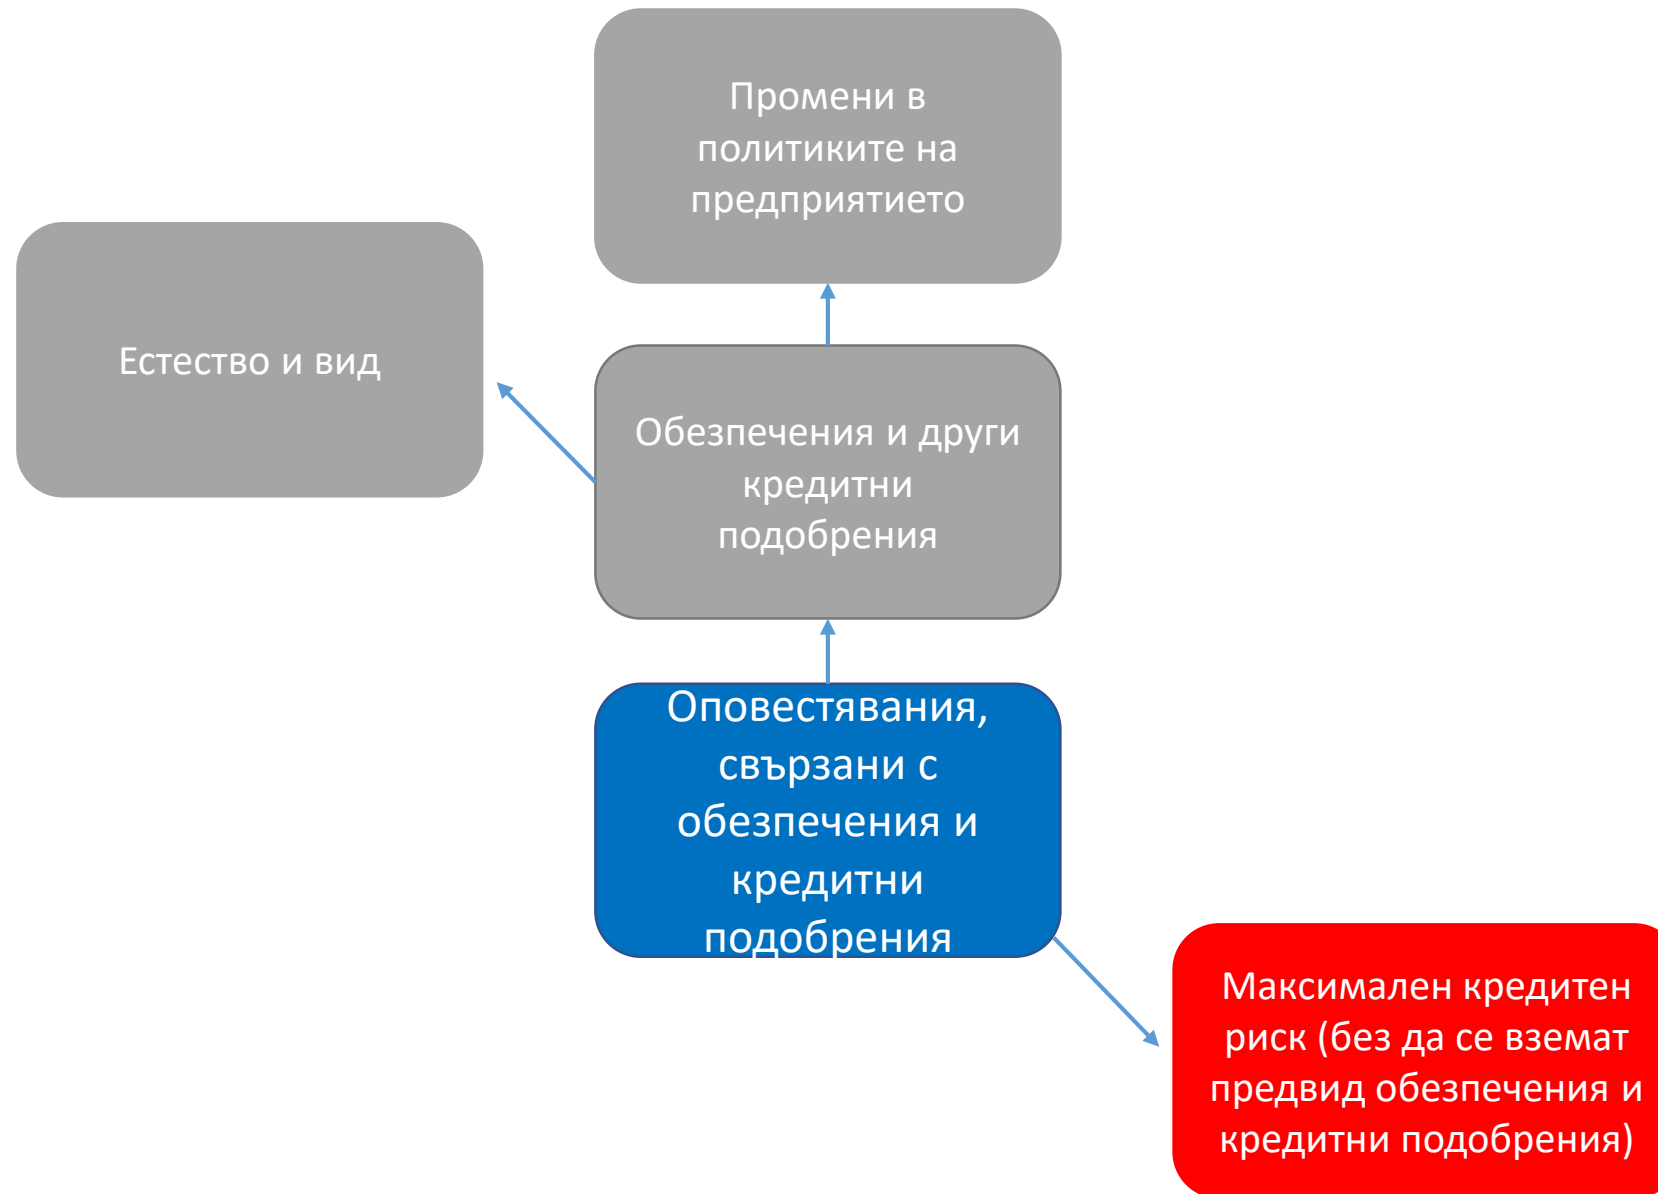 Промени в
политиките на
предприятието
Естество и вид
Обезпечения и други
кредитни
подобрения
Оповестявания,
свързани с
обезпечения и
кредитни
подобрения
Максимален кредитен
риск (без да се вземат
предвид обезпечения и
кредитни подобрения)